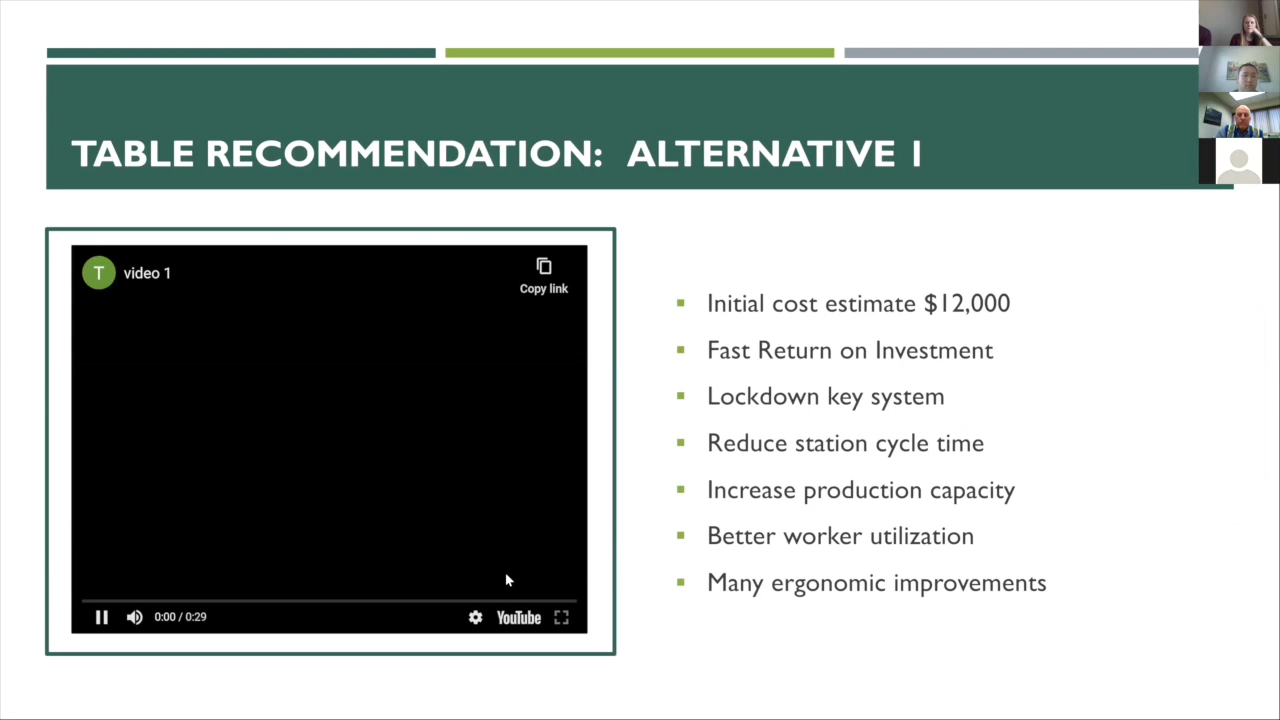 TABLE RECOMMENDATION: ALTERNATIVE 1
T
video 1
Copy link
0:00 / 0:29
YouTube
Initial cost estimate $12,000
Fast Return on Investment
Lockdown key system
Reduce station cycle time
Increase production capacity
Better worker utilization
Many ergonomic improvements